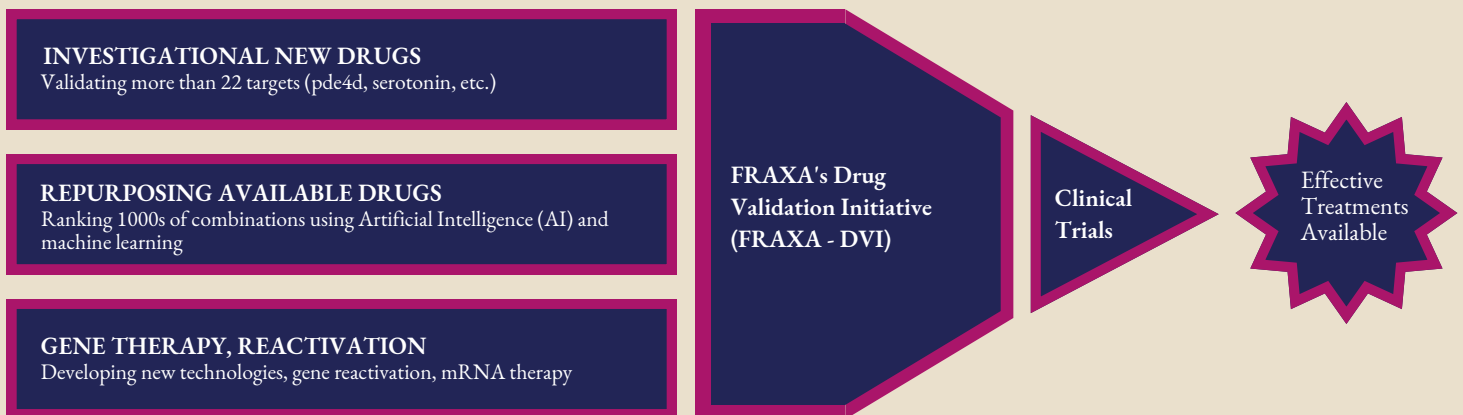 INVESTIGATIONAL NEW DRUGS
Validating more than 22 targets (pde4d, serotonin, etc.)
REPURPOSING AVAILABLE DRUGS
Ranking 1000s of combinations using Artificial Intelligence (AI) and
machine learning
GENE THERAPY, REACTIVATION
Developing new technologies, gene reactivation, mRNA therapy
FRAXA's Drug
Validation Initiative
(FRAXA - DVI)
Clinical
Trials
Effective
Treatments
Available